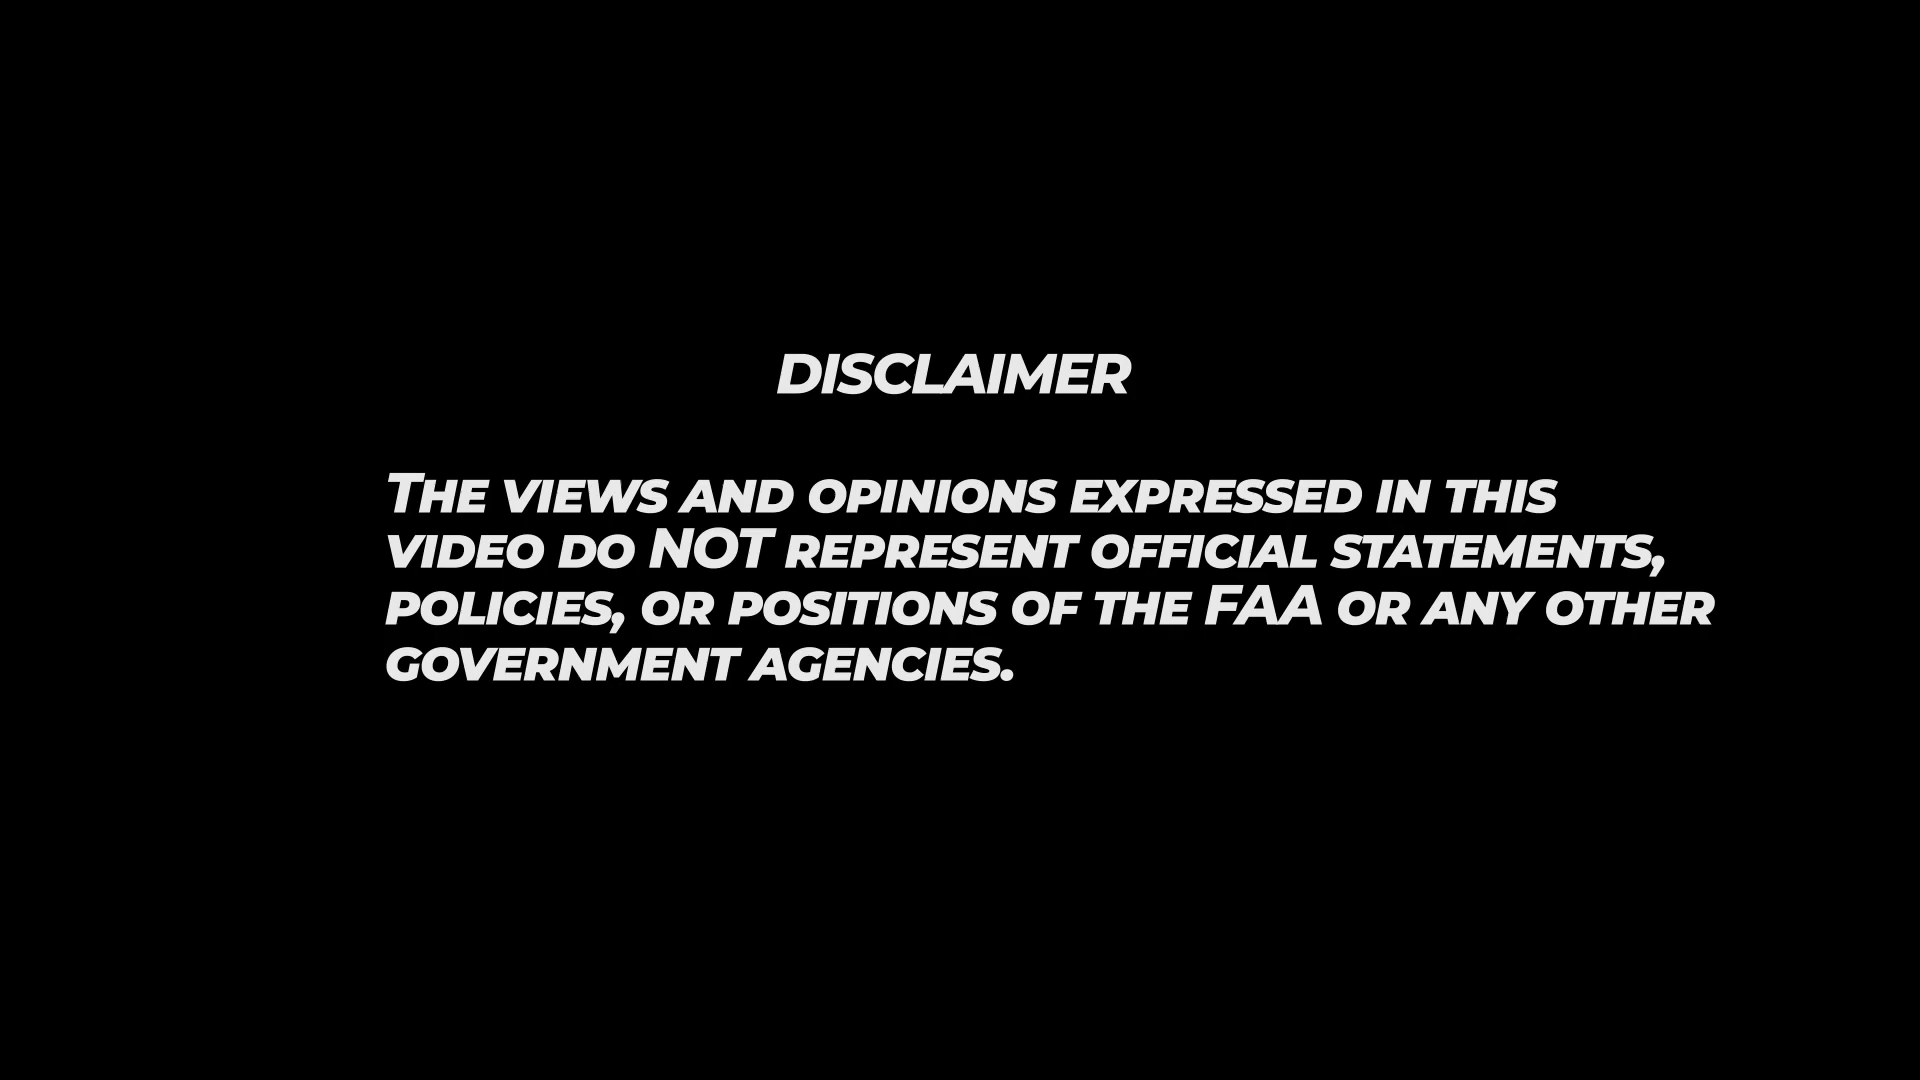 DISCLAIMER
The views and opinions expressed in this
video do NOT represent official statements,
policies, or positions of the FAA or any other
government agencies.